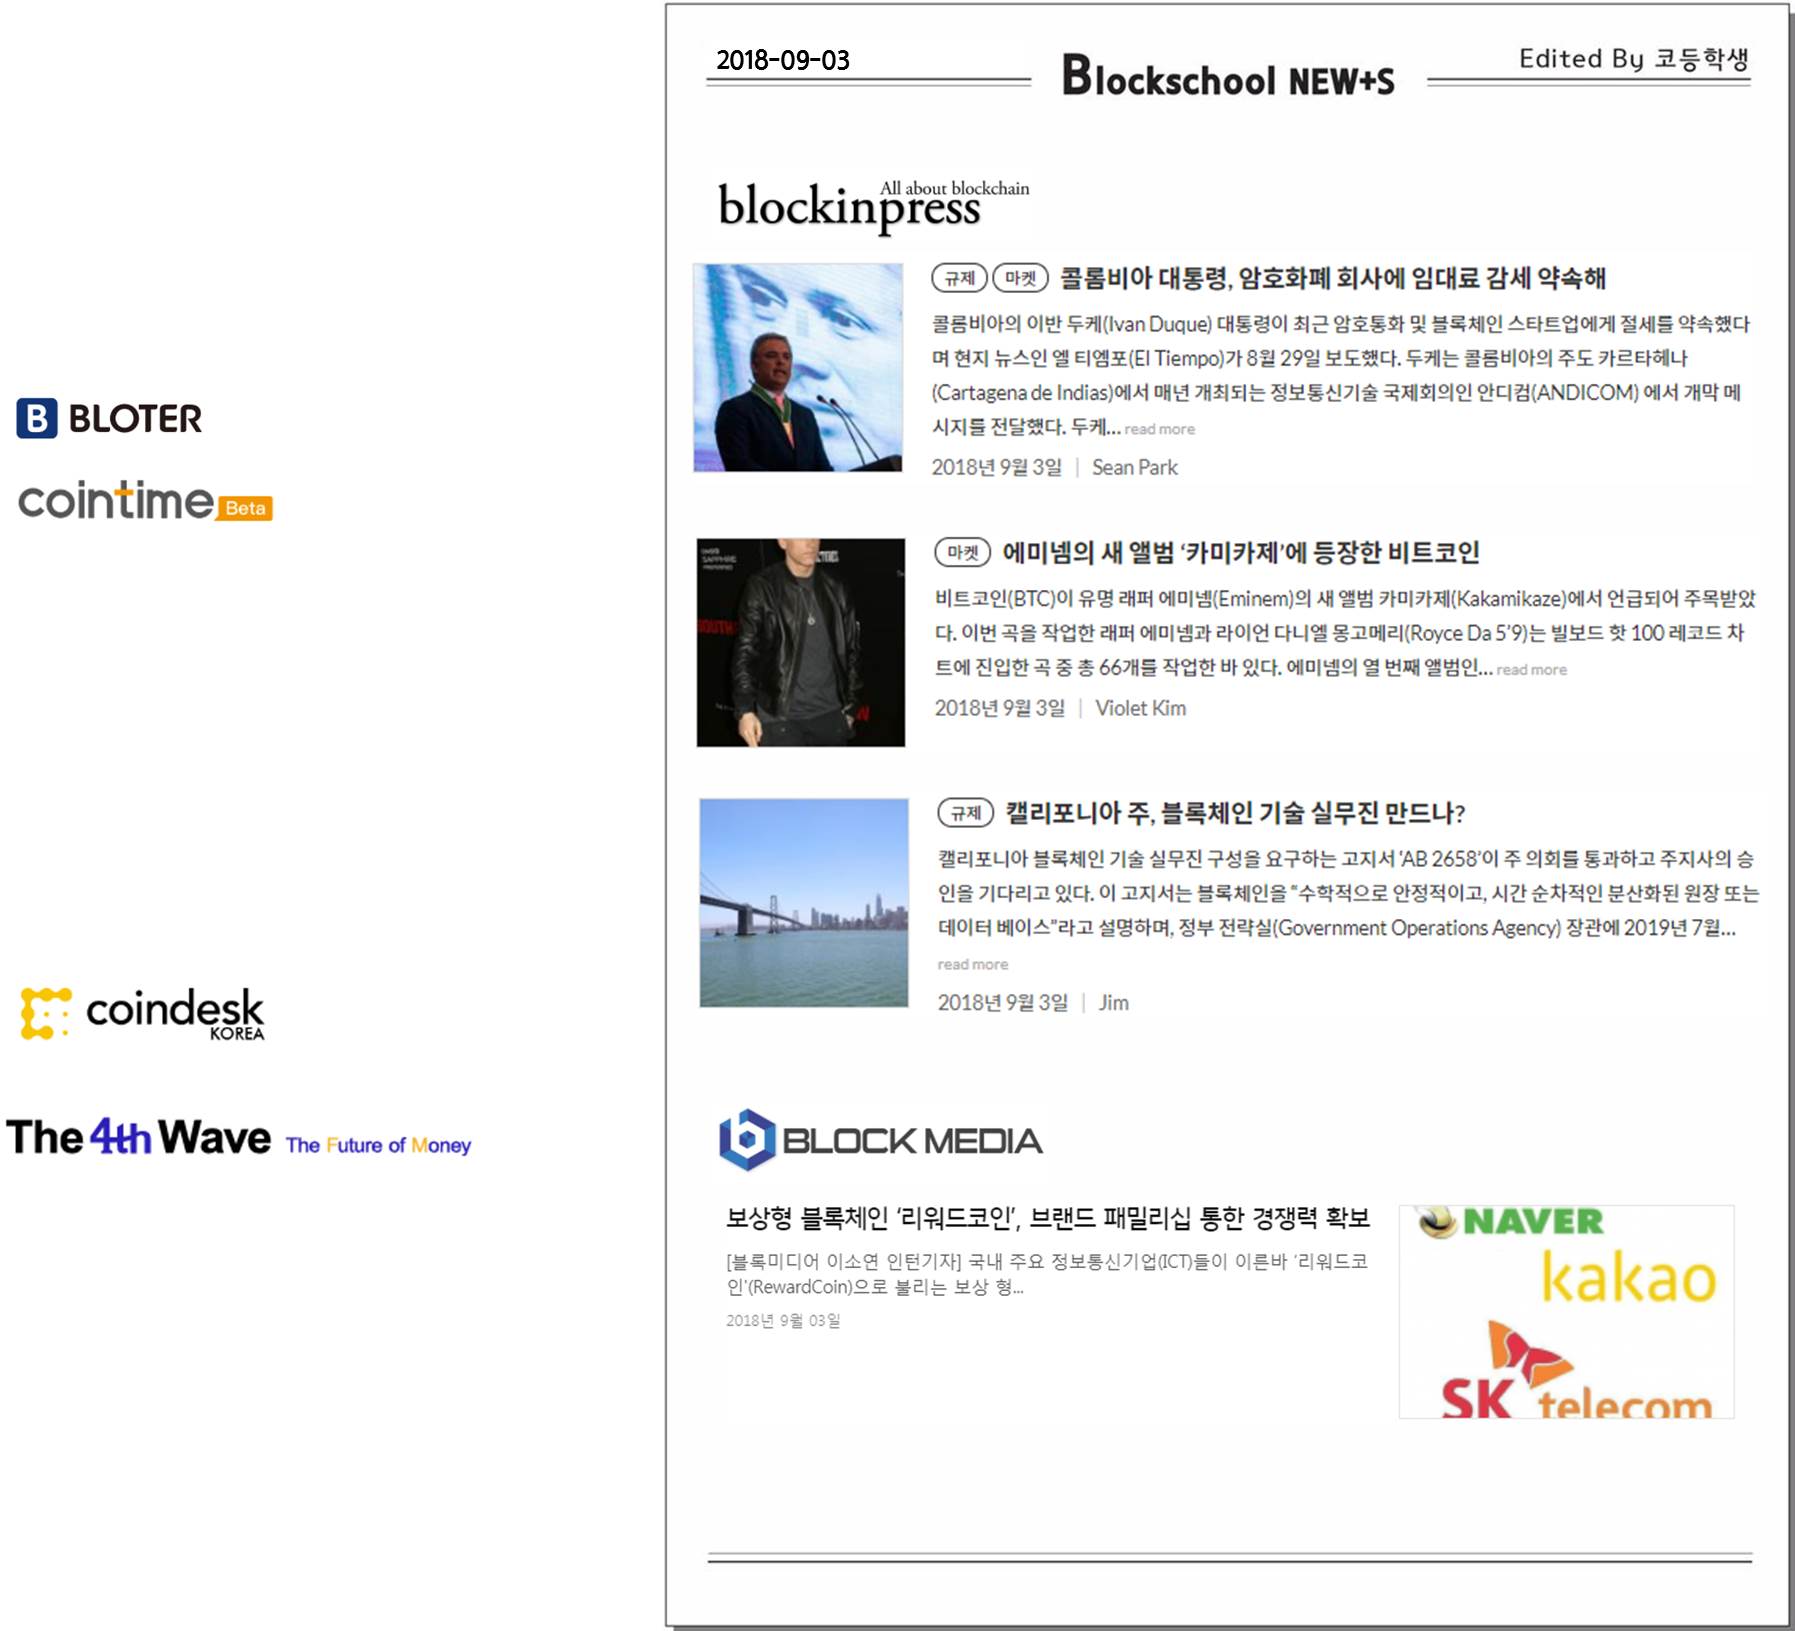 BLOTER
cointime Beta
coindesk
KOREA
The 4th Wave The Future of Money
2018-09-03
Blockschool NEW+S
Edited By 코등학생
All about blockchain
blockinpress
규제 마켓 콜롬비아 대통령, 암호화폐 회사에 임대료 감세 약속해
콜롬비아의 이반 두케(Ivan Duque) 대통령이 최근 암호통화 및 블록체인 스타트업에게 절세를 약속했다
며 현지 뉴스인 엘 티엠포(El Tiempo)가 8월 29일 보도했다. 두케는 콜롬비아의 주도 카르타헤나
(Cartagena de Indias)에서 매년 개최되는 정보통신기술 국제회의인 안디컴(ANDICOM) 에서 개막 메
시지를 전달했다. 두케... read more
2018년 9월 3일 | Sean Park
마켓 에미넴의 새 앨범 ‘카미카제’에 등장한 비트코인
비트코인(BTC)이 유명 래퍼 에미넴(Eminem)의 새 앨범 카미카제(Kakamikaze)에서 언급되어 주목받았
다. 이번 곡을 작업한 래퍼 에미넴과 라이언 다니엘 몽고메리(Royce Da 5’9)는 빌보드 핫 100 레코드 차
트에 진입한 곡 중 총 66개를 작업한 바 있다. 에미넴의 열 번째 앨범인... read more
2018년 9월 3일 | Violet Kim
규제 캘리포니아 주, 블록체인 기술 실무진 만드나?
캘리포니아 블록체인 기술 실무진 구성을 요구하는 고지서 ‘AB 2658’이 주 의회를 통과하고 주지사의 승
인을 기다리고 있다. 이 고지서는 블록체인을 “수학적으로 안정적이고, 시간 순차적인 분산화된 원장 또는
데이터 베이스”라고 설명하며, 정부 전략실(Government Operations Agency) 장관에 2019년 7월...
read more
2018년 9월 3일 | Jim
BLOCK MEDIA
보상형 블록체인 ‘리워드코인’, 브랜드 패밀리십 통한 경쟁력 확보
[블록미디어 이소연 인턴기자] 국내 주요 정보통신기업(ICT)들이 이른바 ‘리워드코
인’(RewardCoin)으로 불리는 보상 형...
2018년 9월 03일
NAVER
kakao
SK telecom